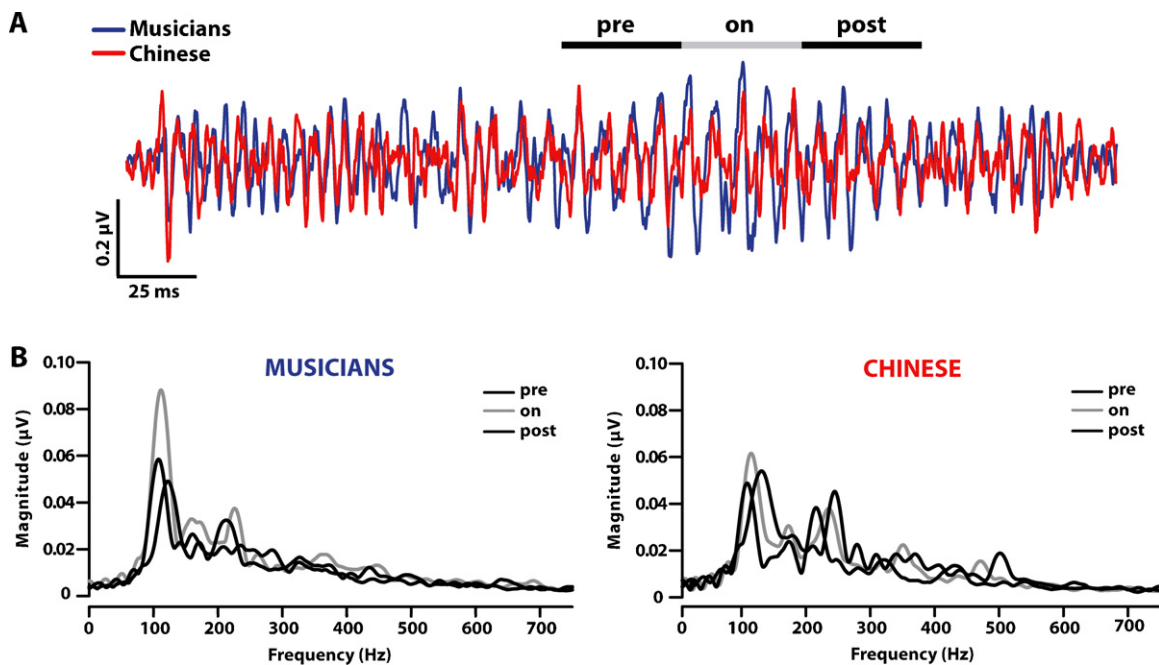 A
Musicians
Chinese
pre on post
0.2 µV
25 ms
B
MUSICIANS
pre
on
post
Magnitude (µV)
0.10
0.08
0.06
0.04
0.02
0
0 100 200 300 400 500 600 700
Frequency (Hz)
CHINESE
pre
on
post
Magnitude (µV)
0.10
0.08
0.06
0.04
0.02
0
0 100 200 300 400 500 600 700
Frequency (Hz)